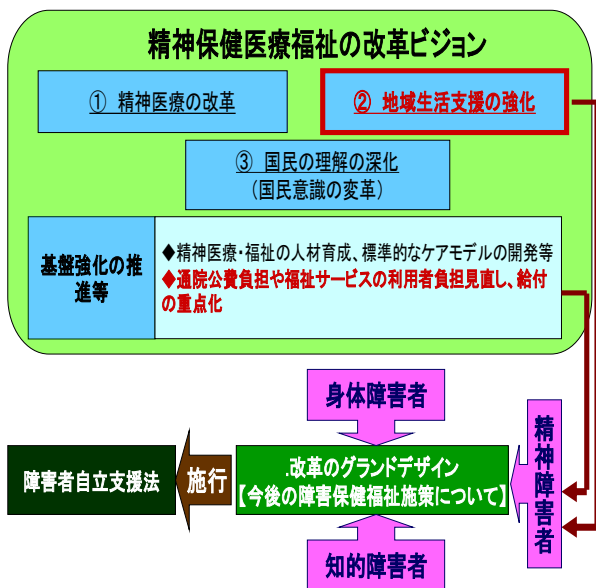 精神保健医療福祉の改革ビジョン
① 精神医療の改革
② 地域生活支援の強化
③ 国民の理解の深化
（国民意識の変革）
基盤強化の推
進等
◆精神医療・福祉の人材育成、標準的なケアモデルの開発等
◆通院公費負担や福祉サービスの利用者負担見直し、給付
の重点化
身体障害者
精神障害者
障害者自立支援法
施行
.改革のグランドデザイン
【今後の障害保健福祉施策について】
知的障害者